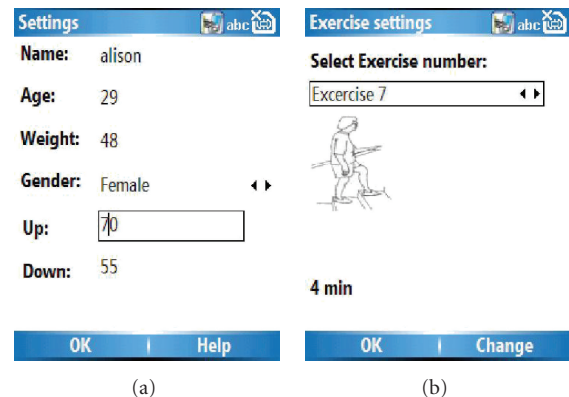 Settings abc
Name: alison
Age: 29
Weight: 48
Gender: Female
Up: 70
Down: 55
OK Help
(a)
Exercise settings abc
Select Exercise number:
Excercise 7
4 min
OK Change
(b)